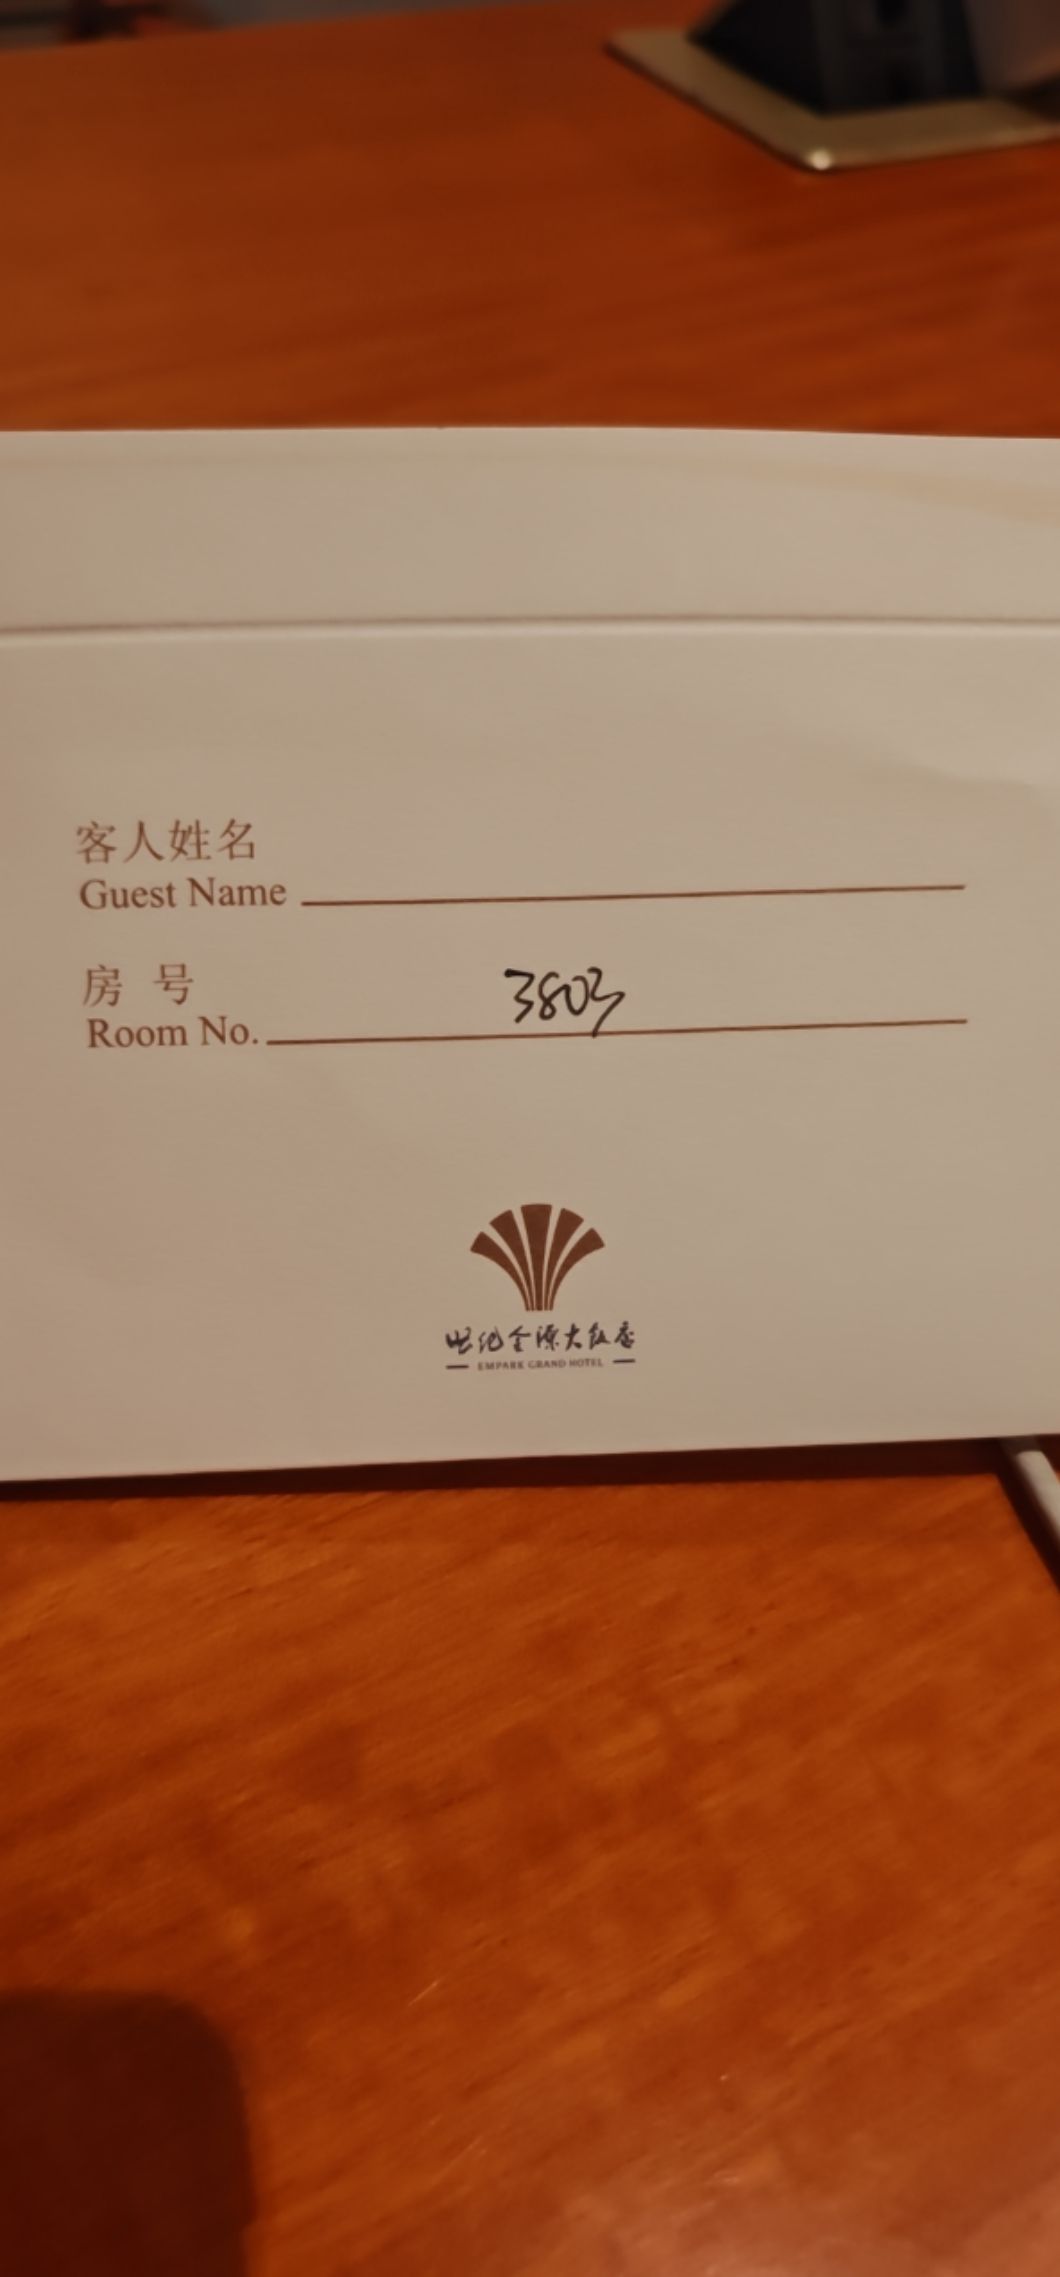 客人姓名
Guest Name
房 号
Room No. 3803
世纪金源大饭店
EMPARK GRAND HOTEL